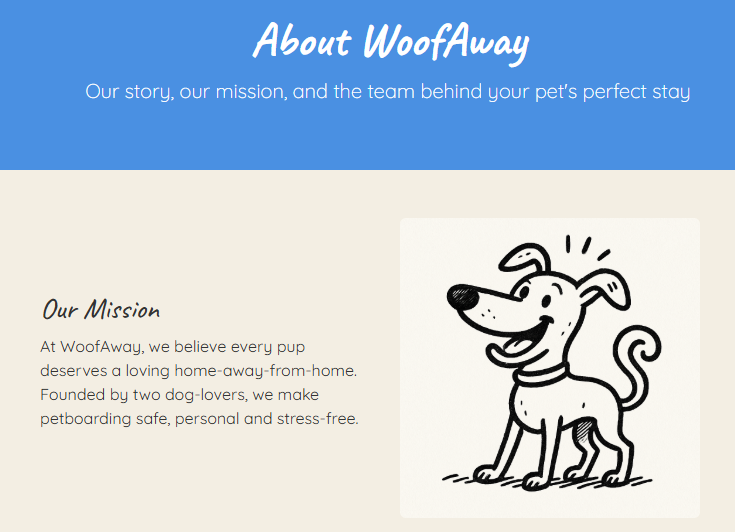 About WoofAway
Our story, our mission, and the team behind your pet's perfect stay
Our Mission
At WoofAway, we believe every pup
deserves a loving home-away-from-home.
Founded by two dog-lovers, we make
petboarding safe, personal and stress-free.